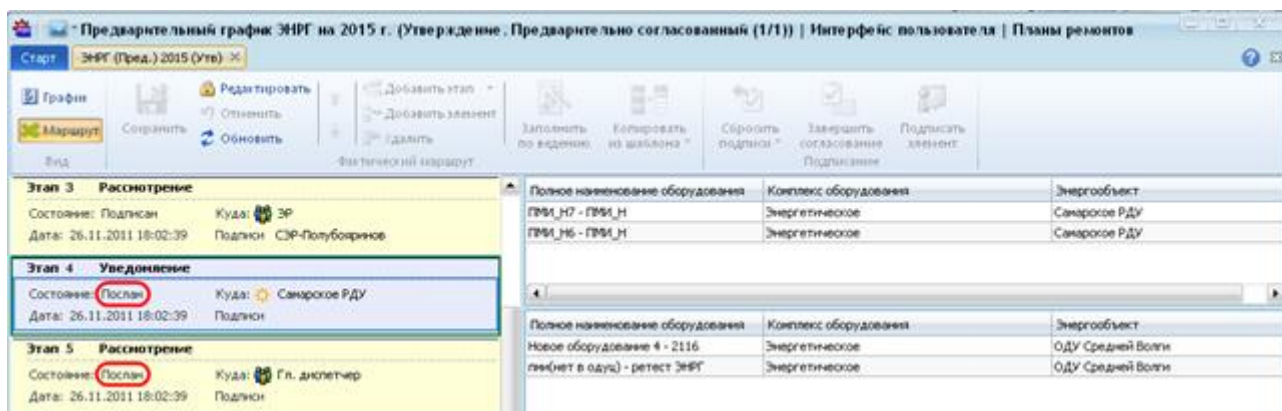 Предварительный график ЭНРГ на 2015 г. (Утверждение, Предварительно согласованный (1/1)) | Интерфейс пользователя | Планы ремонтов
Старт ЭНРГ (Пред.) 2015 (Утв)
График
Маршрут
Вид
Сохранить
Редактировать
Отменить
Обновить
Добавить этап
Добавить элемент
Удалить
Фактический маршрут
Заполнить по ведению
Копировать из шаблона
Сбросить подписи
Завершить согласование
Подписать элемент
Подписание
Этап 3 Рассмотрение
Состояние: Подписан Куда: ЭР
Дата: 26.11.2011 18:02:39 Подписи СЭР-Полубояринов
Этап 4 Уведомление
Состояние: Послан Куда: Самарское РДУ
Дата: 26.11.2011 18:02:39 Подписи
Этап 5 Рассмотрение
Состояние: Послан Куда: Гл. диспетчер
Дата: 26.11.2011 18:02:39 Подписи
Полное наименование оборудования Комплекс оборудования Энергообъект
ПМИ_Н7 - ПМИ_Н Энергетическое Самарское РДУ
ПМИ_Н6 - ПМИ_Н Энергетическое Самарское РДУ
Полное наименование оборудования Комплекс оборудования Энергообъект
Новое оборудование 4 - 2116 Энергетическое ОДУ Средней Волги
(нет в одуц) - ретест ЭНРГ Энергетическое ОДУ Средней Волги